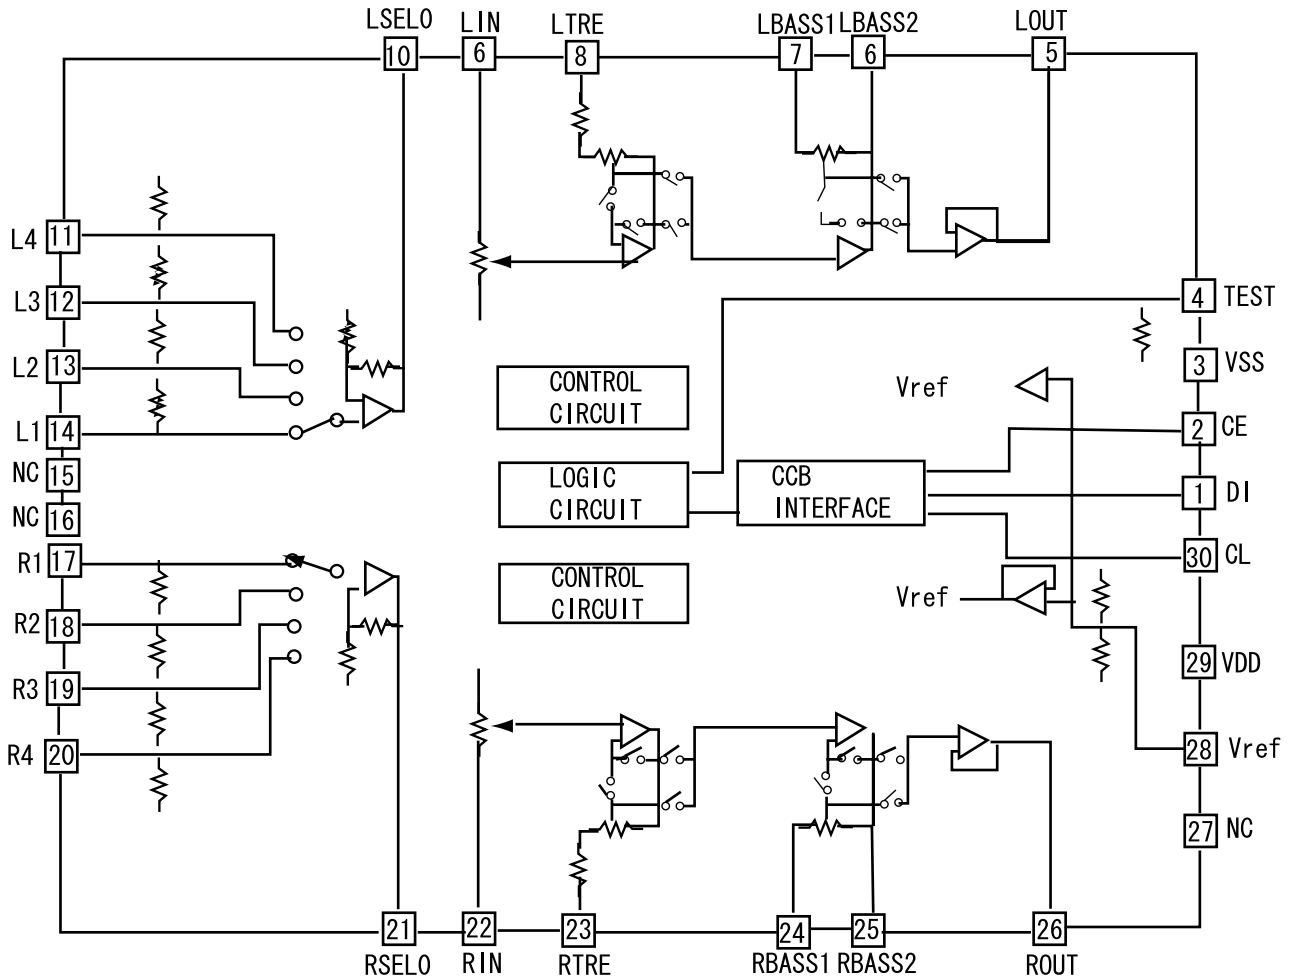 LSELO LIN LTRE LBASS1 LBASS2 LOUT
10 6 8 7 6 5
L4 11
L3 12
4 TEST
L2 13
3 VSS
CONTROL
CIRCUIT
Vref
L1 14
2 CE
NC 15
LOGIC
CIRCUIT
CCB
INTERFACE
1 DI
NC 16
R1 17
30 CL
CONTROL
CIRCUIT
Vref
R2 18
29 VDD
R3 19
R4 20
28 Vref
27 NC
21 22 23 24 25 26
RSELO RIN RTRE RBASS1 RBASS2 ROUT